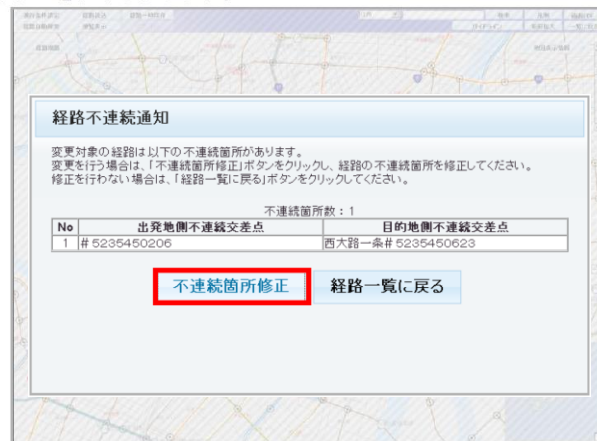 経路不連続通知
変更対象の経路は以下の不連続箇所があります。
変更を行う場合は、「不連続箇所修正」ボタンをクリックし、経路の不連続箇所を修正してください。
修正を行わない場合は、「経路一覧に戻る」ボタンをクリックしてください。
不連続箇所数：1
No 出発地側不連続交差点 目的地側不連続交差点
1 ＃5235450206 西大路一条＃5235450623
不連続箇所修正 経路一覧に戻る